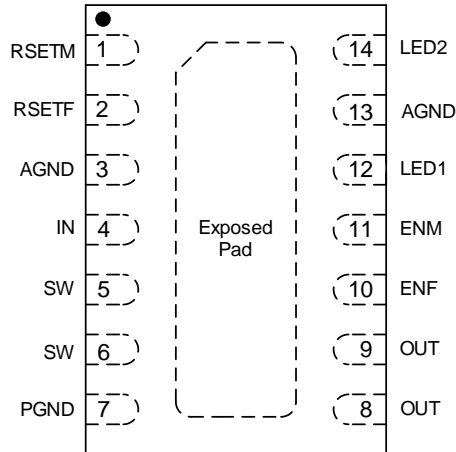 RSETM 1 14 LED2
RSETF 2 13 AGND
AGND 3 12 LED1
IN 4 Exposed Pad 11 ENM
SW 5 10 ENF
SW 6 9 OUT
PGND 7 8 OUT